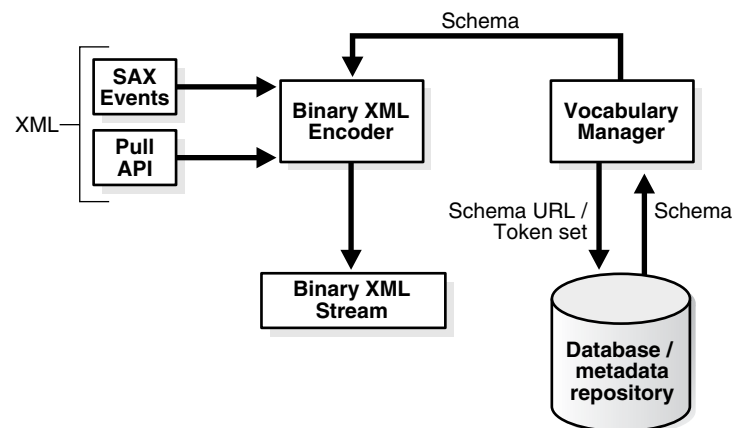 Schema
SAX
Events
XML
Pull
API
Binary XML
Encoder
Vocabulary
Manager
Schema URL /
Token set
Schema
Binary XML
Stream
Database /
metadata
repository